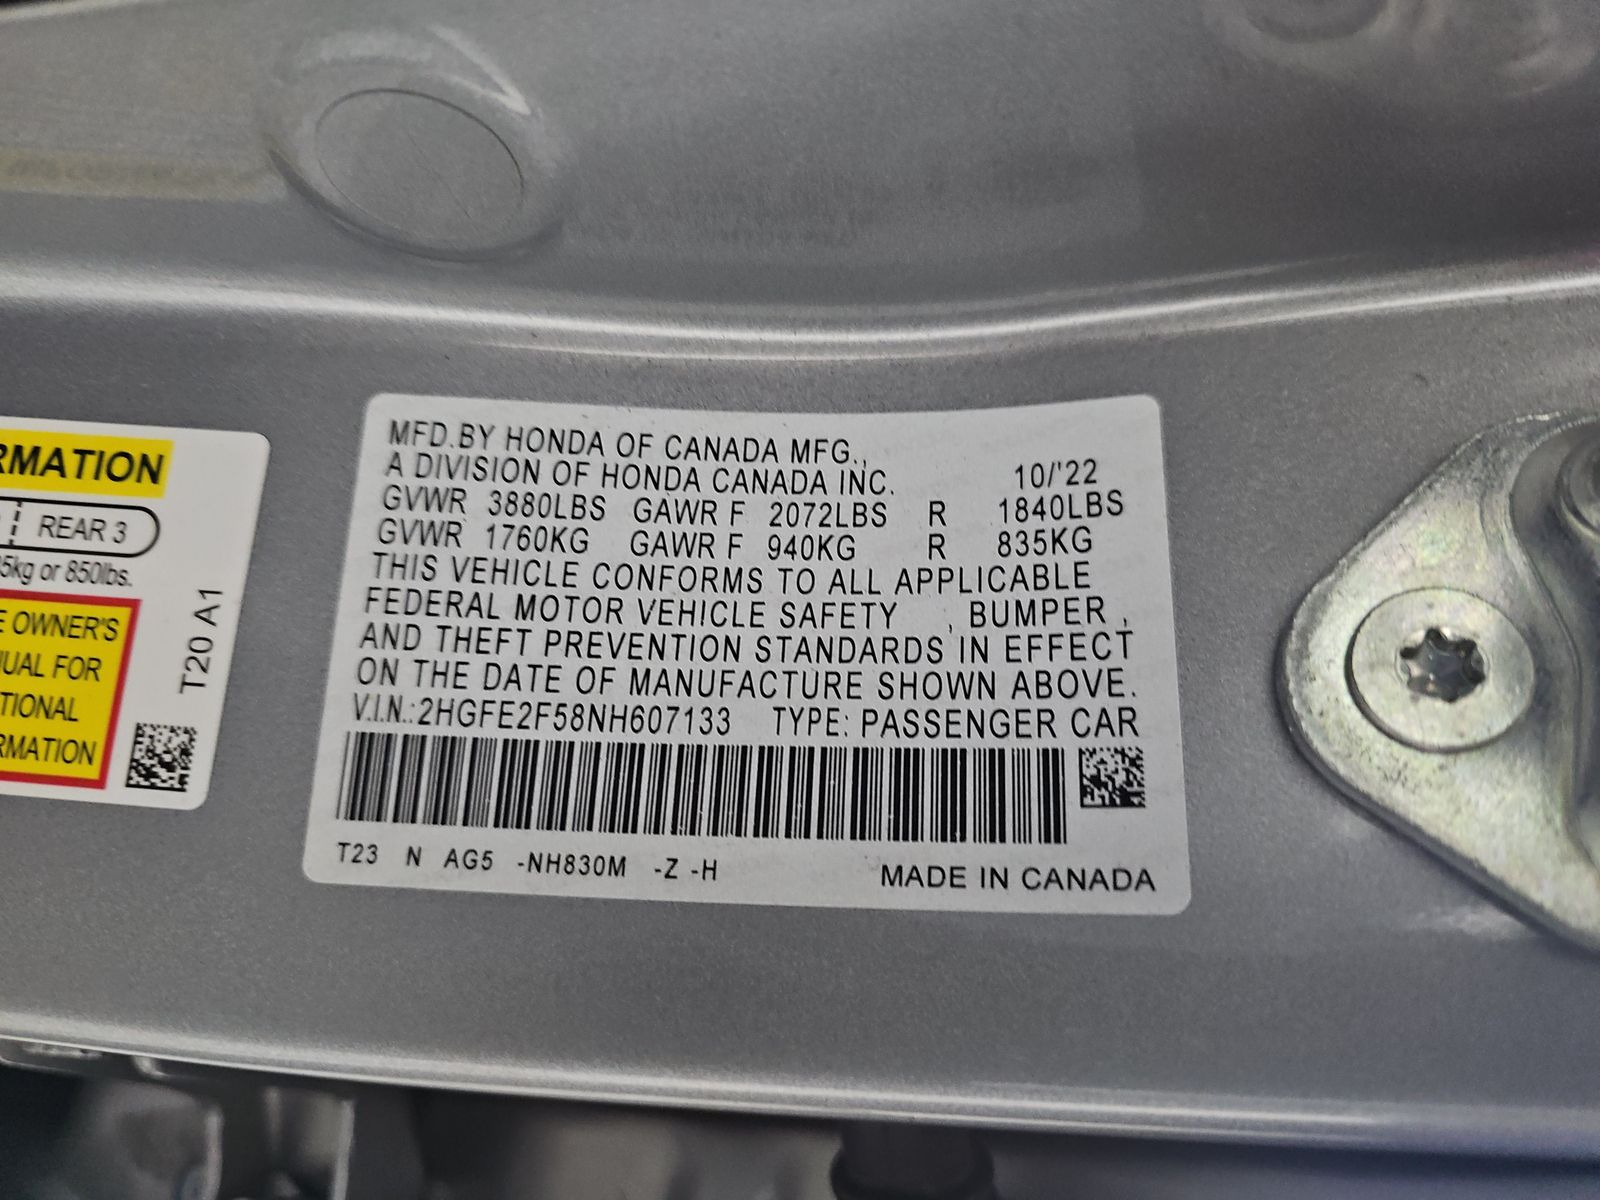 RMATION
REAR 3
5kg or 850lbs.
E OWNER'S
UAL FOR
TIONAL
RMATION
T20 A1
MFD.BY HONDA OF CANADA MFG.,
A DIVISION OF HONDA CANADA INC. 10/'22
GVWR 3880LBS GAWR F 2072LBS R 1840LBS
GVWR 1760KG GAWR F 940KG R 835KG
THIS VEHICLE CONFORMS TO ALL APPLICABLE
FEDERAL MOTOR VEHICLE SAFETY , BUMPER ,
AND THEFT PREVENTION STANDARDS IN EFFECT
ON THE DATE OF MANUFACTURE SHOWN ABOVE.
V.I.N.:2HGFE2F58NH607133 TYPE: PASSENGER CAR
T23 N AG5 -NH830M -Z -H
MADE IN CANADA